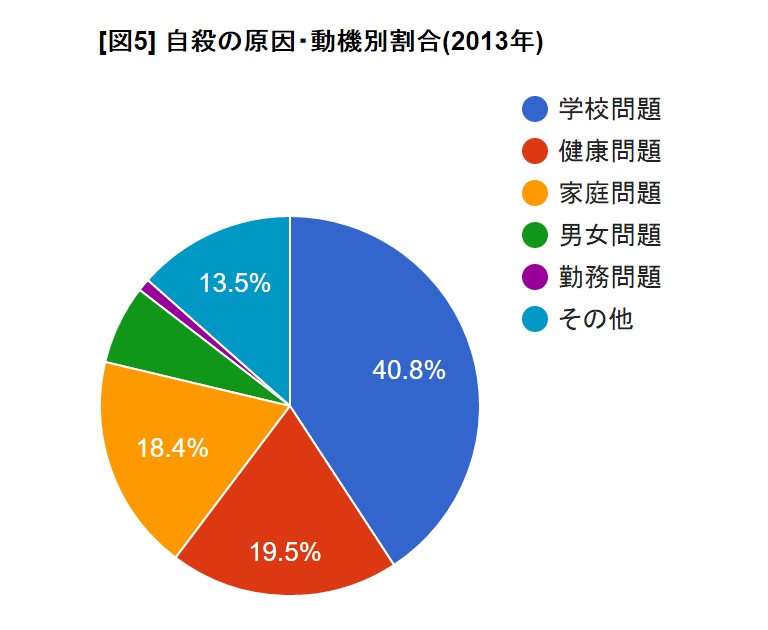 [図5] 自殺の原因・動機別割合(2013年)
学校問題
健康問題
家庭問題
男女問題
勤務問題
その他
13.5%
40.8%
18.4%
19.5%